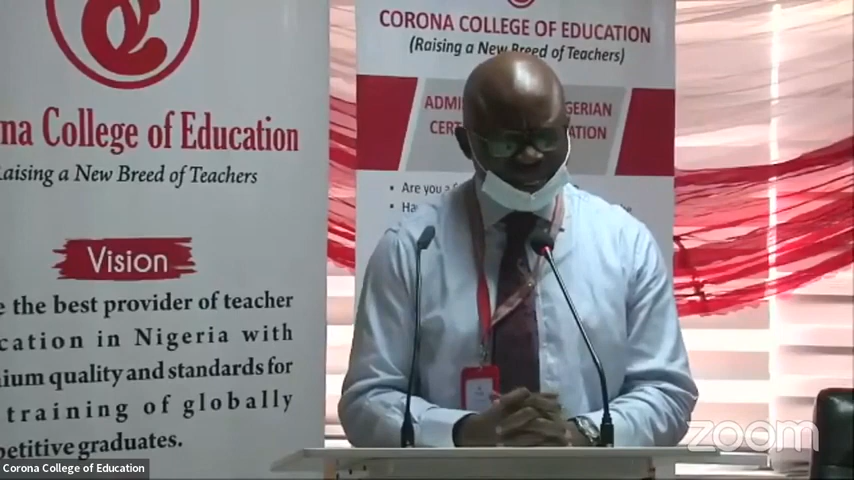 na College of Education
aising a New Breed of Teachers
Vision
e the best provider of teacher
cation in Nigeria with
ium quality and standards for
training of globally
petitive graduates.
CORONA COLLEGE OF EDUCATION
(Raising a New Breed of Teachers)
ADMI GERIAN
CERT ATION
• Are you a
• Ha
zoom
Corona College of Education